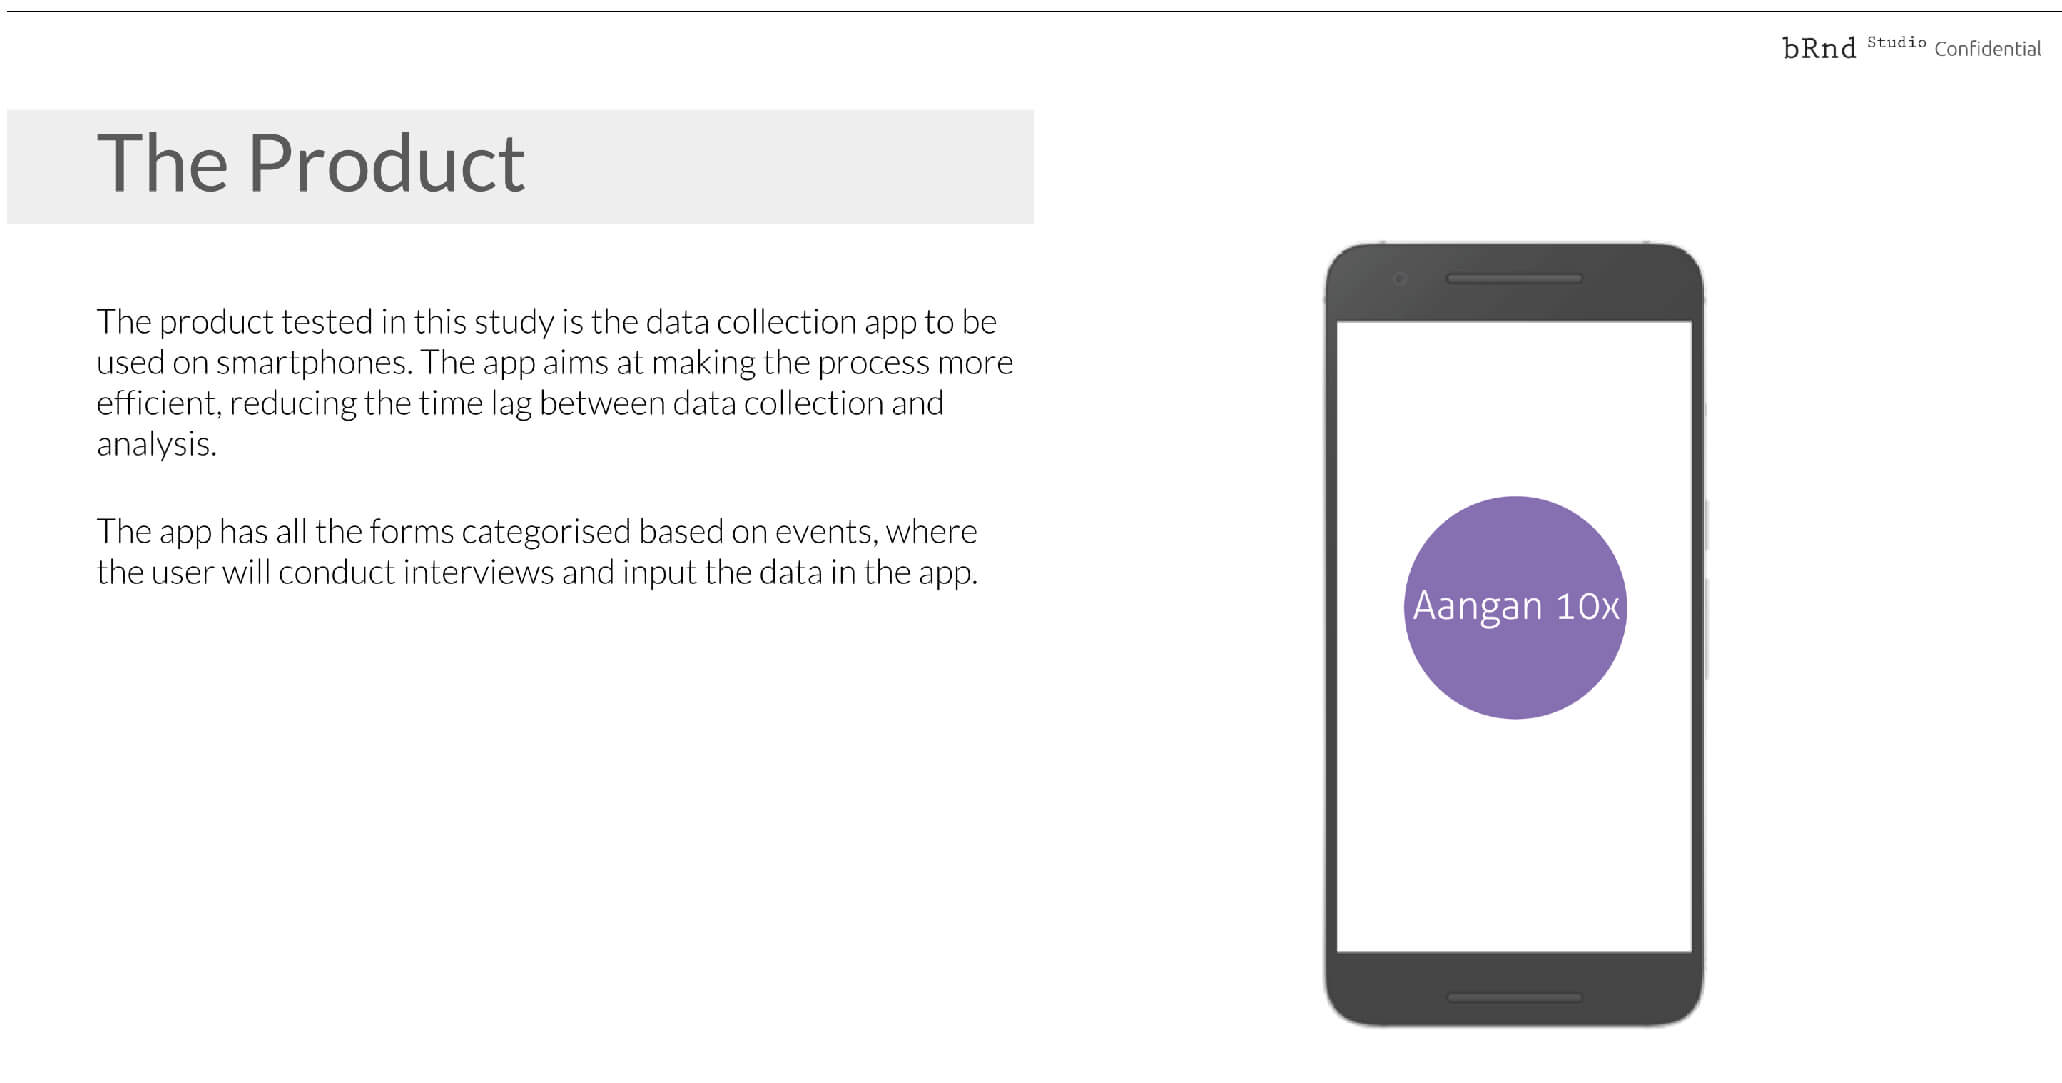 bRnd Studio Confidential
The Product
The product tested in this study is the data collection app to be
used on smartphones. The app aims at making the process more
efficient, reducing the time lag between data collection and
analysis.
The app has all the forms categorised based on events, where
the user will conduct interviews and input the data in the app.
Aangan 10x